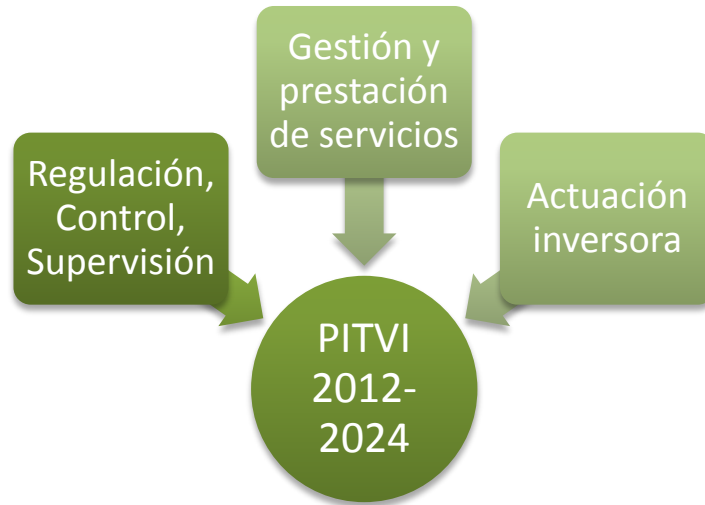 Gestión y
prestación
de servicios
Regulación,
Control,
Supervisión
Actuación
inversora
PITVI
2012-
2024